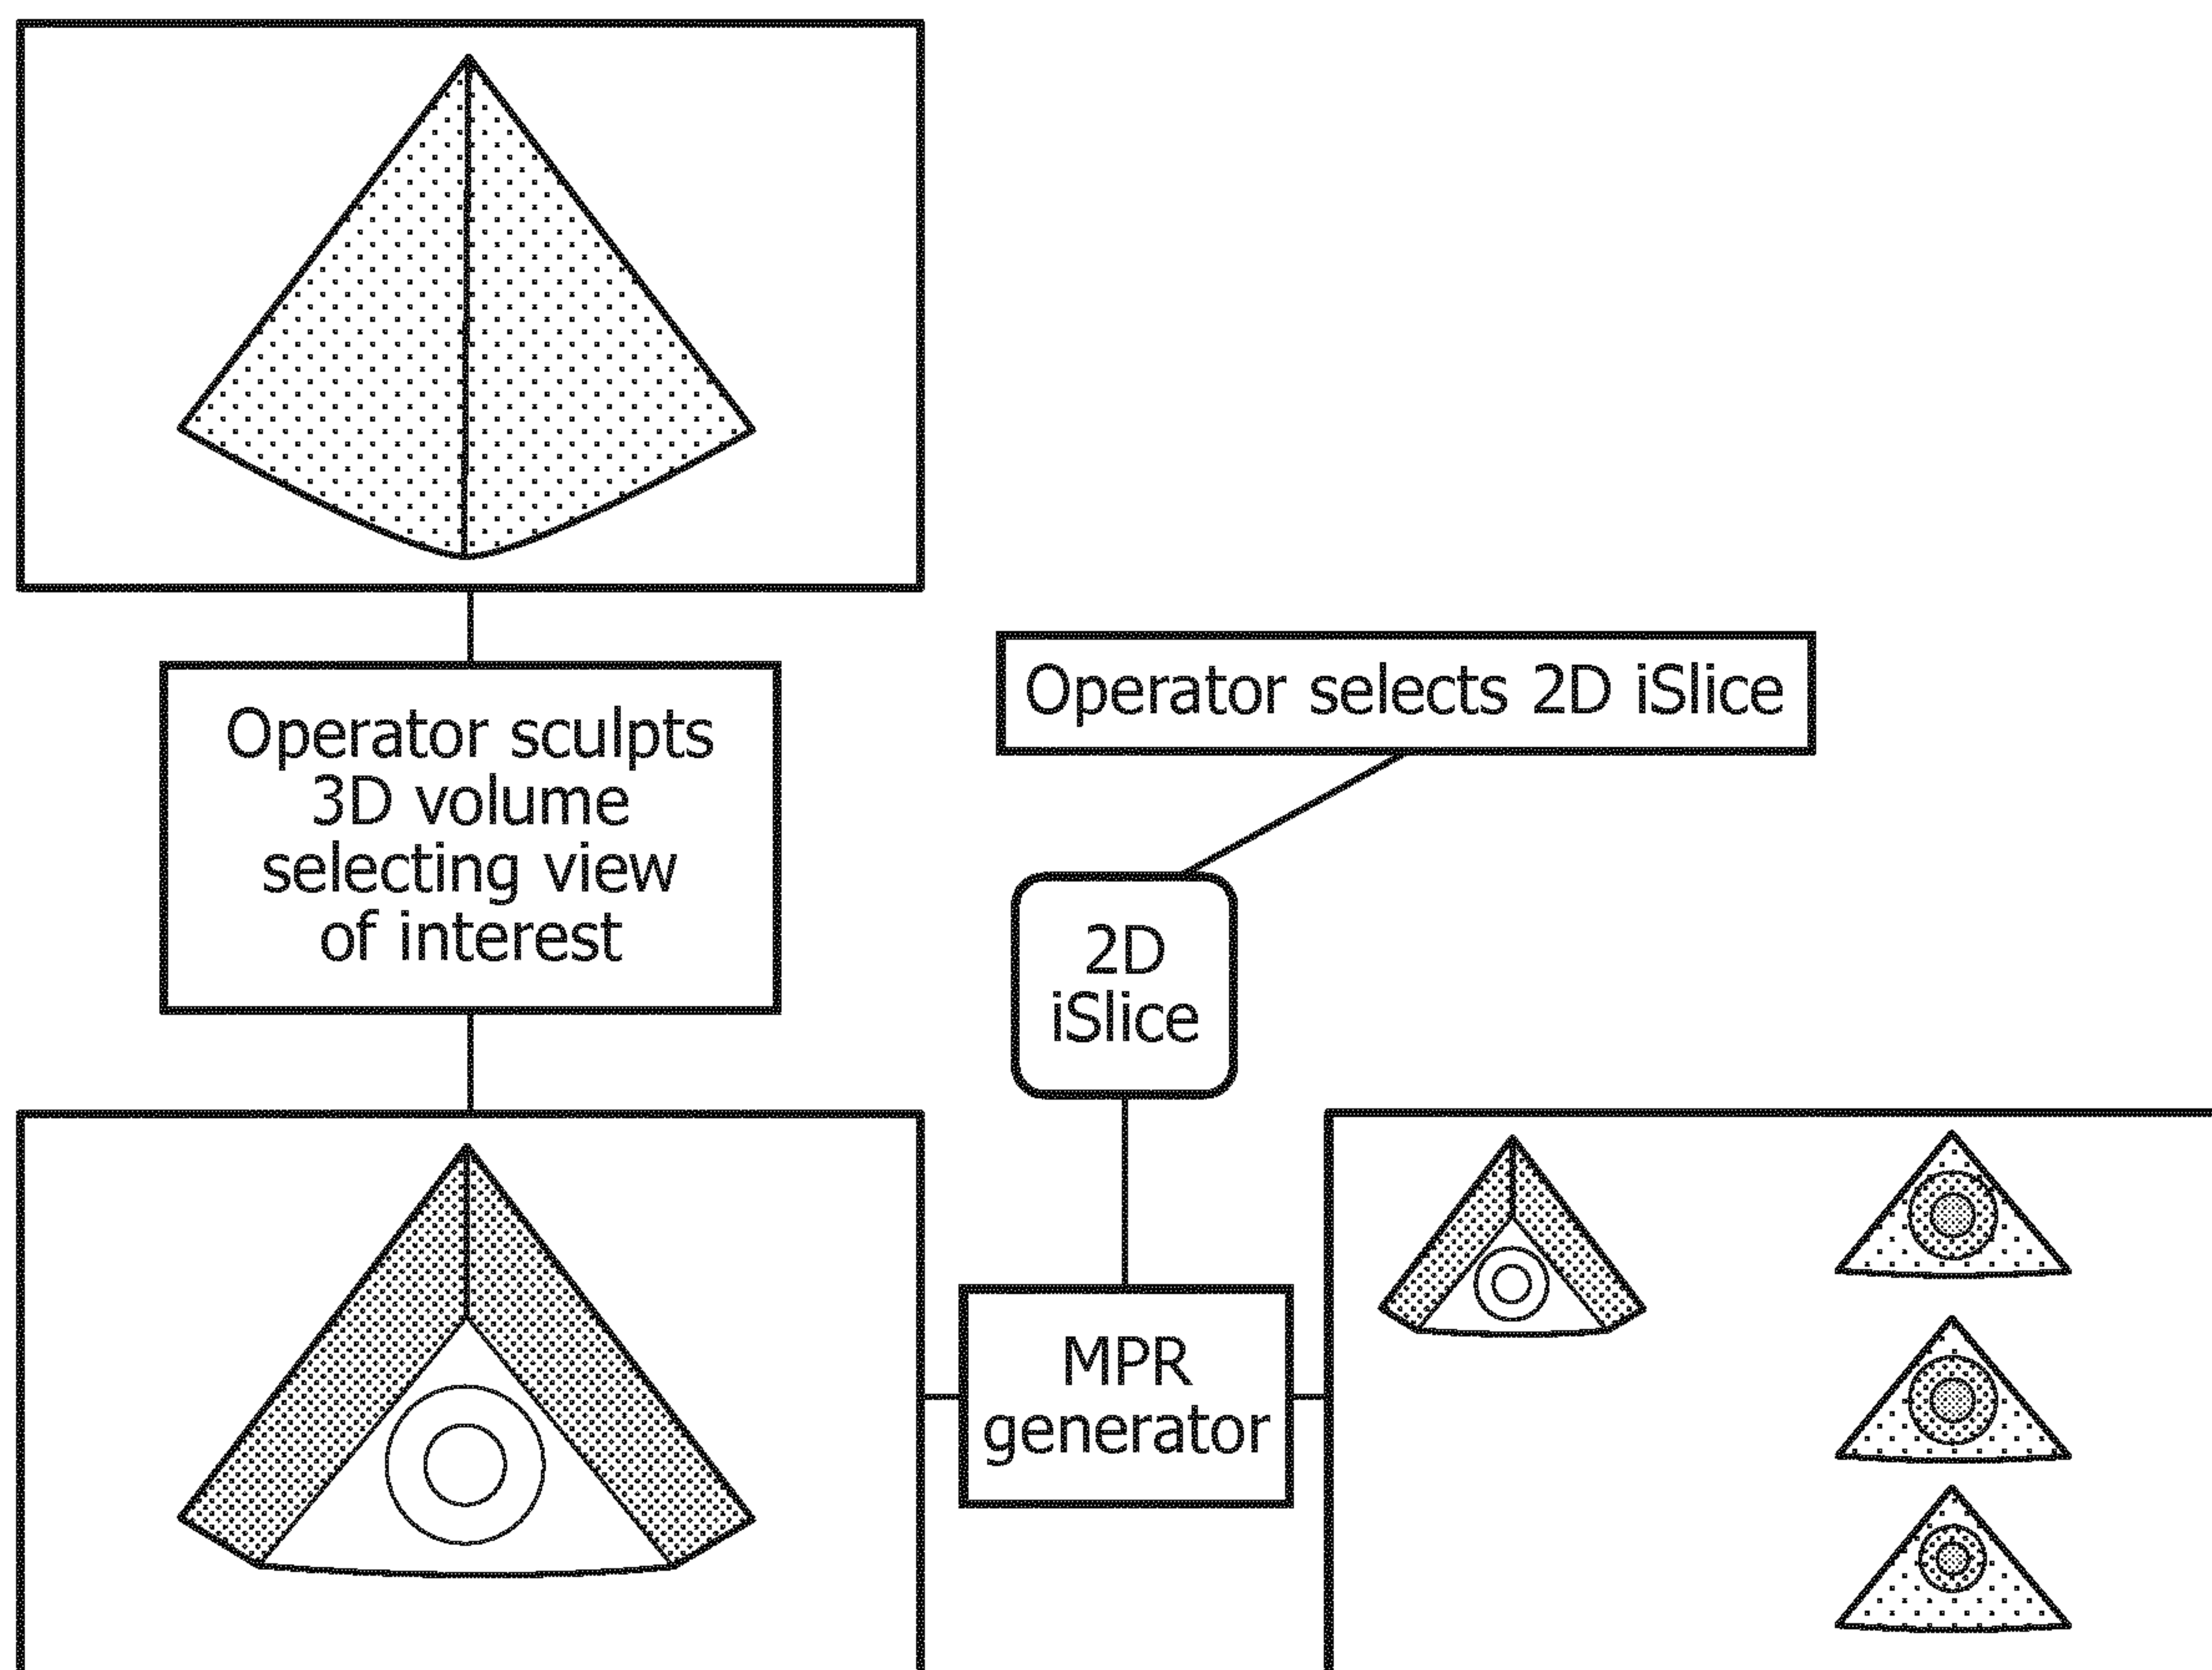 Operator sculpts
3D volume
selecting view
of interest
Operator selects 2D iSlice
2D
iSlice
MPR
generator